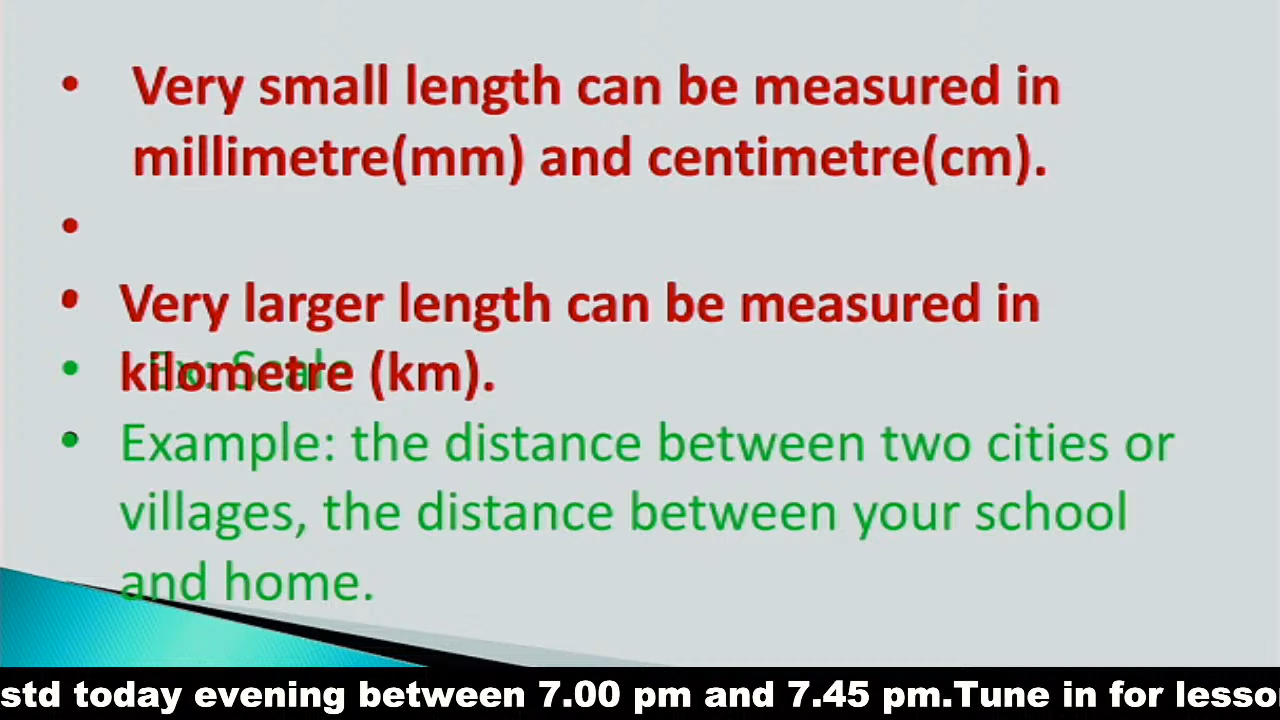 • Very small length can be measured in
millimetre(mm) and centimetre(cm).
•
• Very larger length can be measured in
• kilometre (km).
Ex: Scale
• Example: the distance between two cities or
villages, the distance between your school
and home.
std today evening between 7.00 pm and 7.45 pm.Tune in for lesso